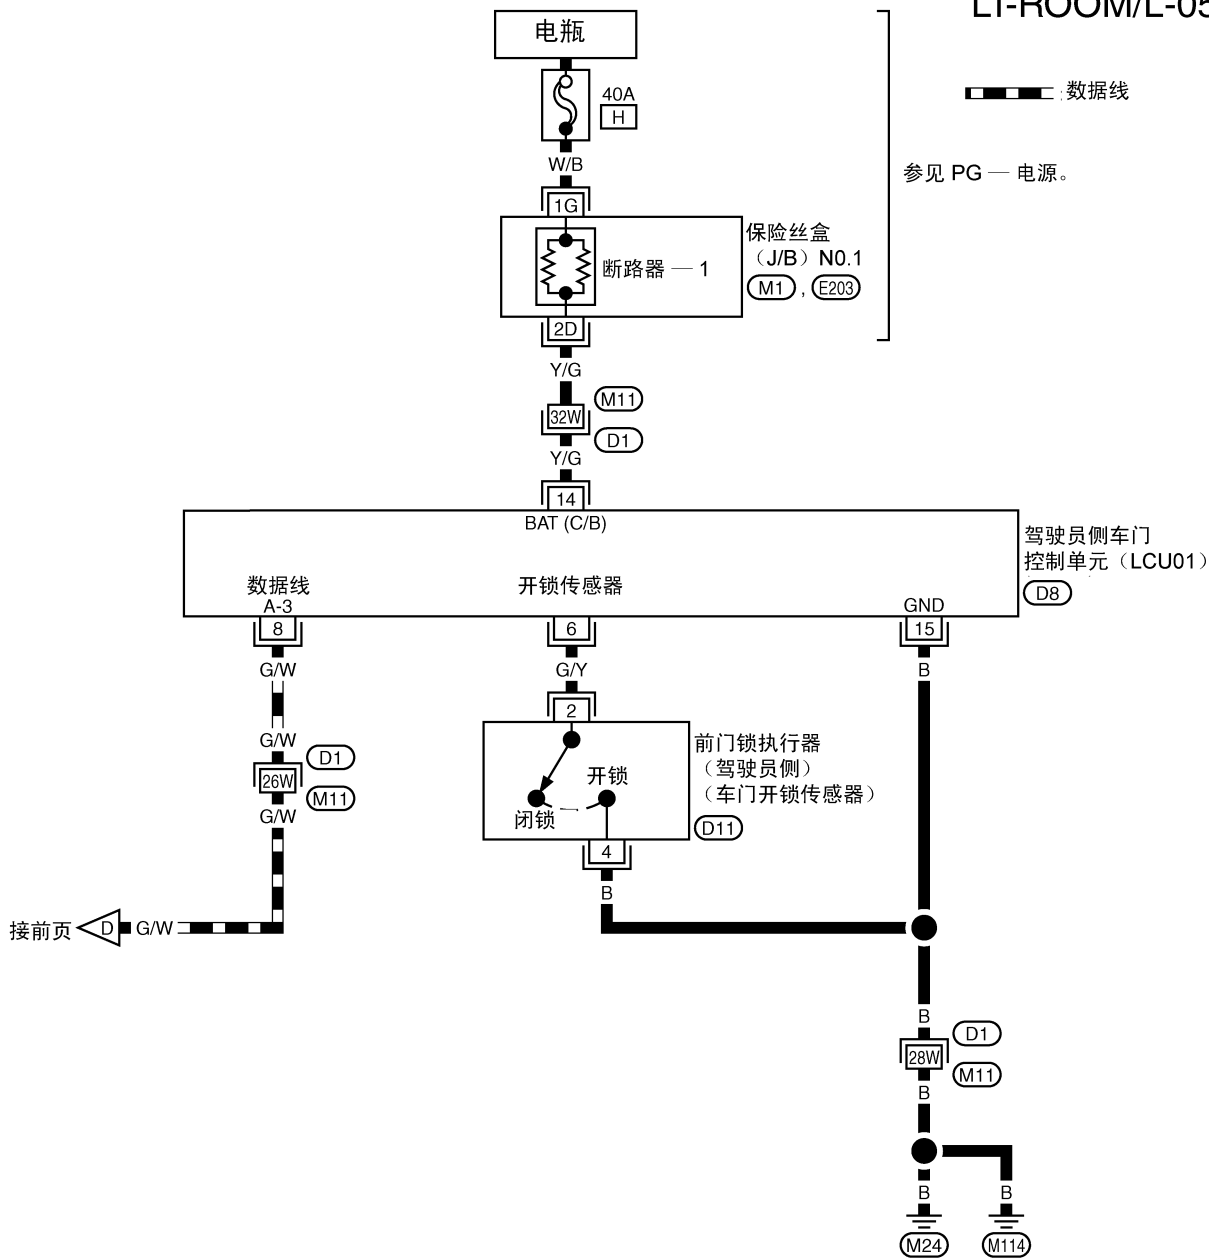 LT-ROOM/L-05
电瓶
40A
H
:数据线
W/B
参见 PG — 电源。
1G
保险丝盒
（J/B）N0.1
断路器 — 1
M1 , E203
2D
Y/G
M11
32W
D1
Y/G
14
BAT (C/B)
驾驶员侧车门
控制单元（LCU01）
D8
数据线
A-3
开锁传感器
GND
8
6
15
G/W
G/Y
B
2
G/W
D1
26W
M11
G/W
前门锁执行器
（驾驶员侧）
（车门开锁传感器）
D11
开锁
闭锁
4
B
接前页
D
G/W
B
D1
28W
M11
B
B
B
M24
M114